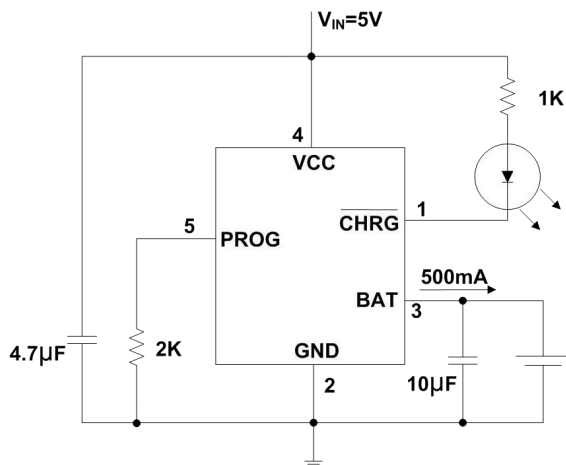 VIN=5V
1K
4
VCC
5
PROG
CHRG
1
500mA
BAT
3
4.7µF
2K
GND
2
10µF